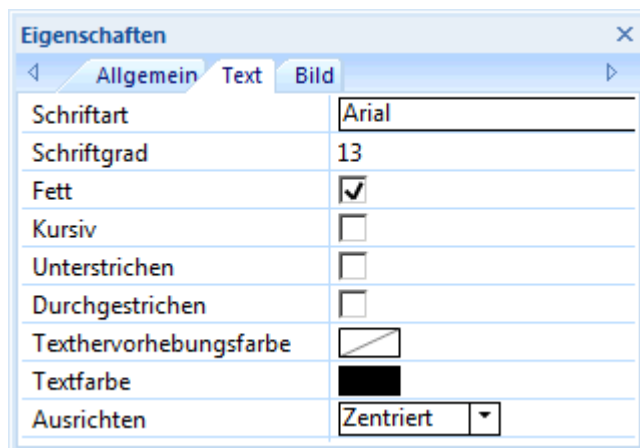 Eigenschaften
Allgemein Text Bild
Schriftart Arial
Schriftgrad 13
Fett
Kursiv
Unterstrichen
Durchgestrichen
Texthervorhebungsfarbe
Textfarbe
Ausrichten Zentriert